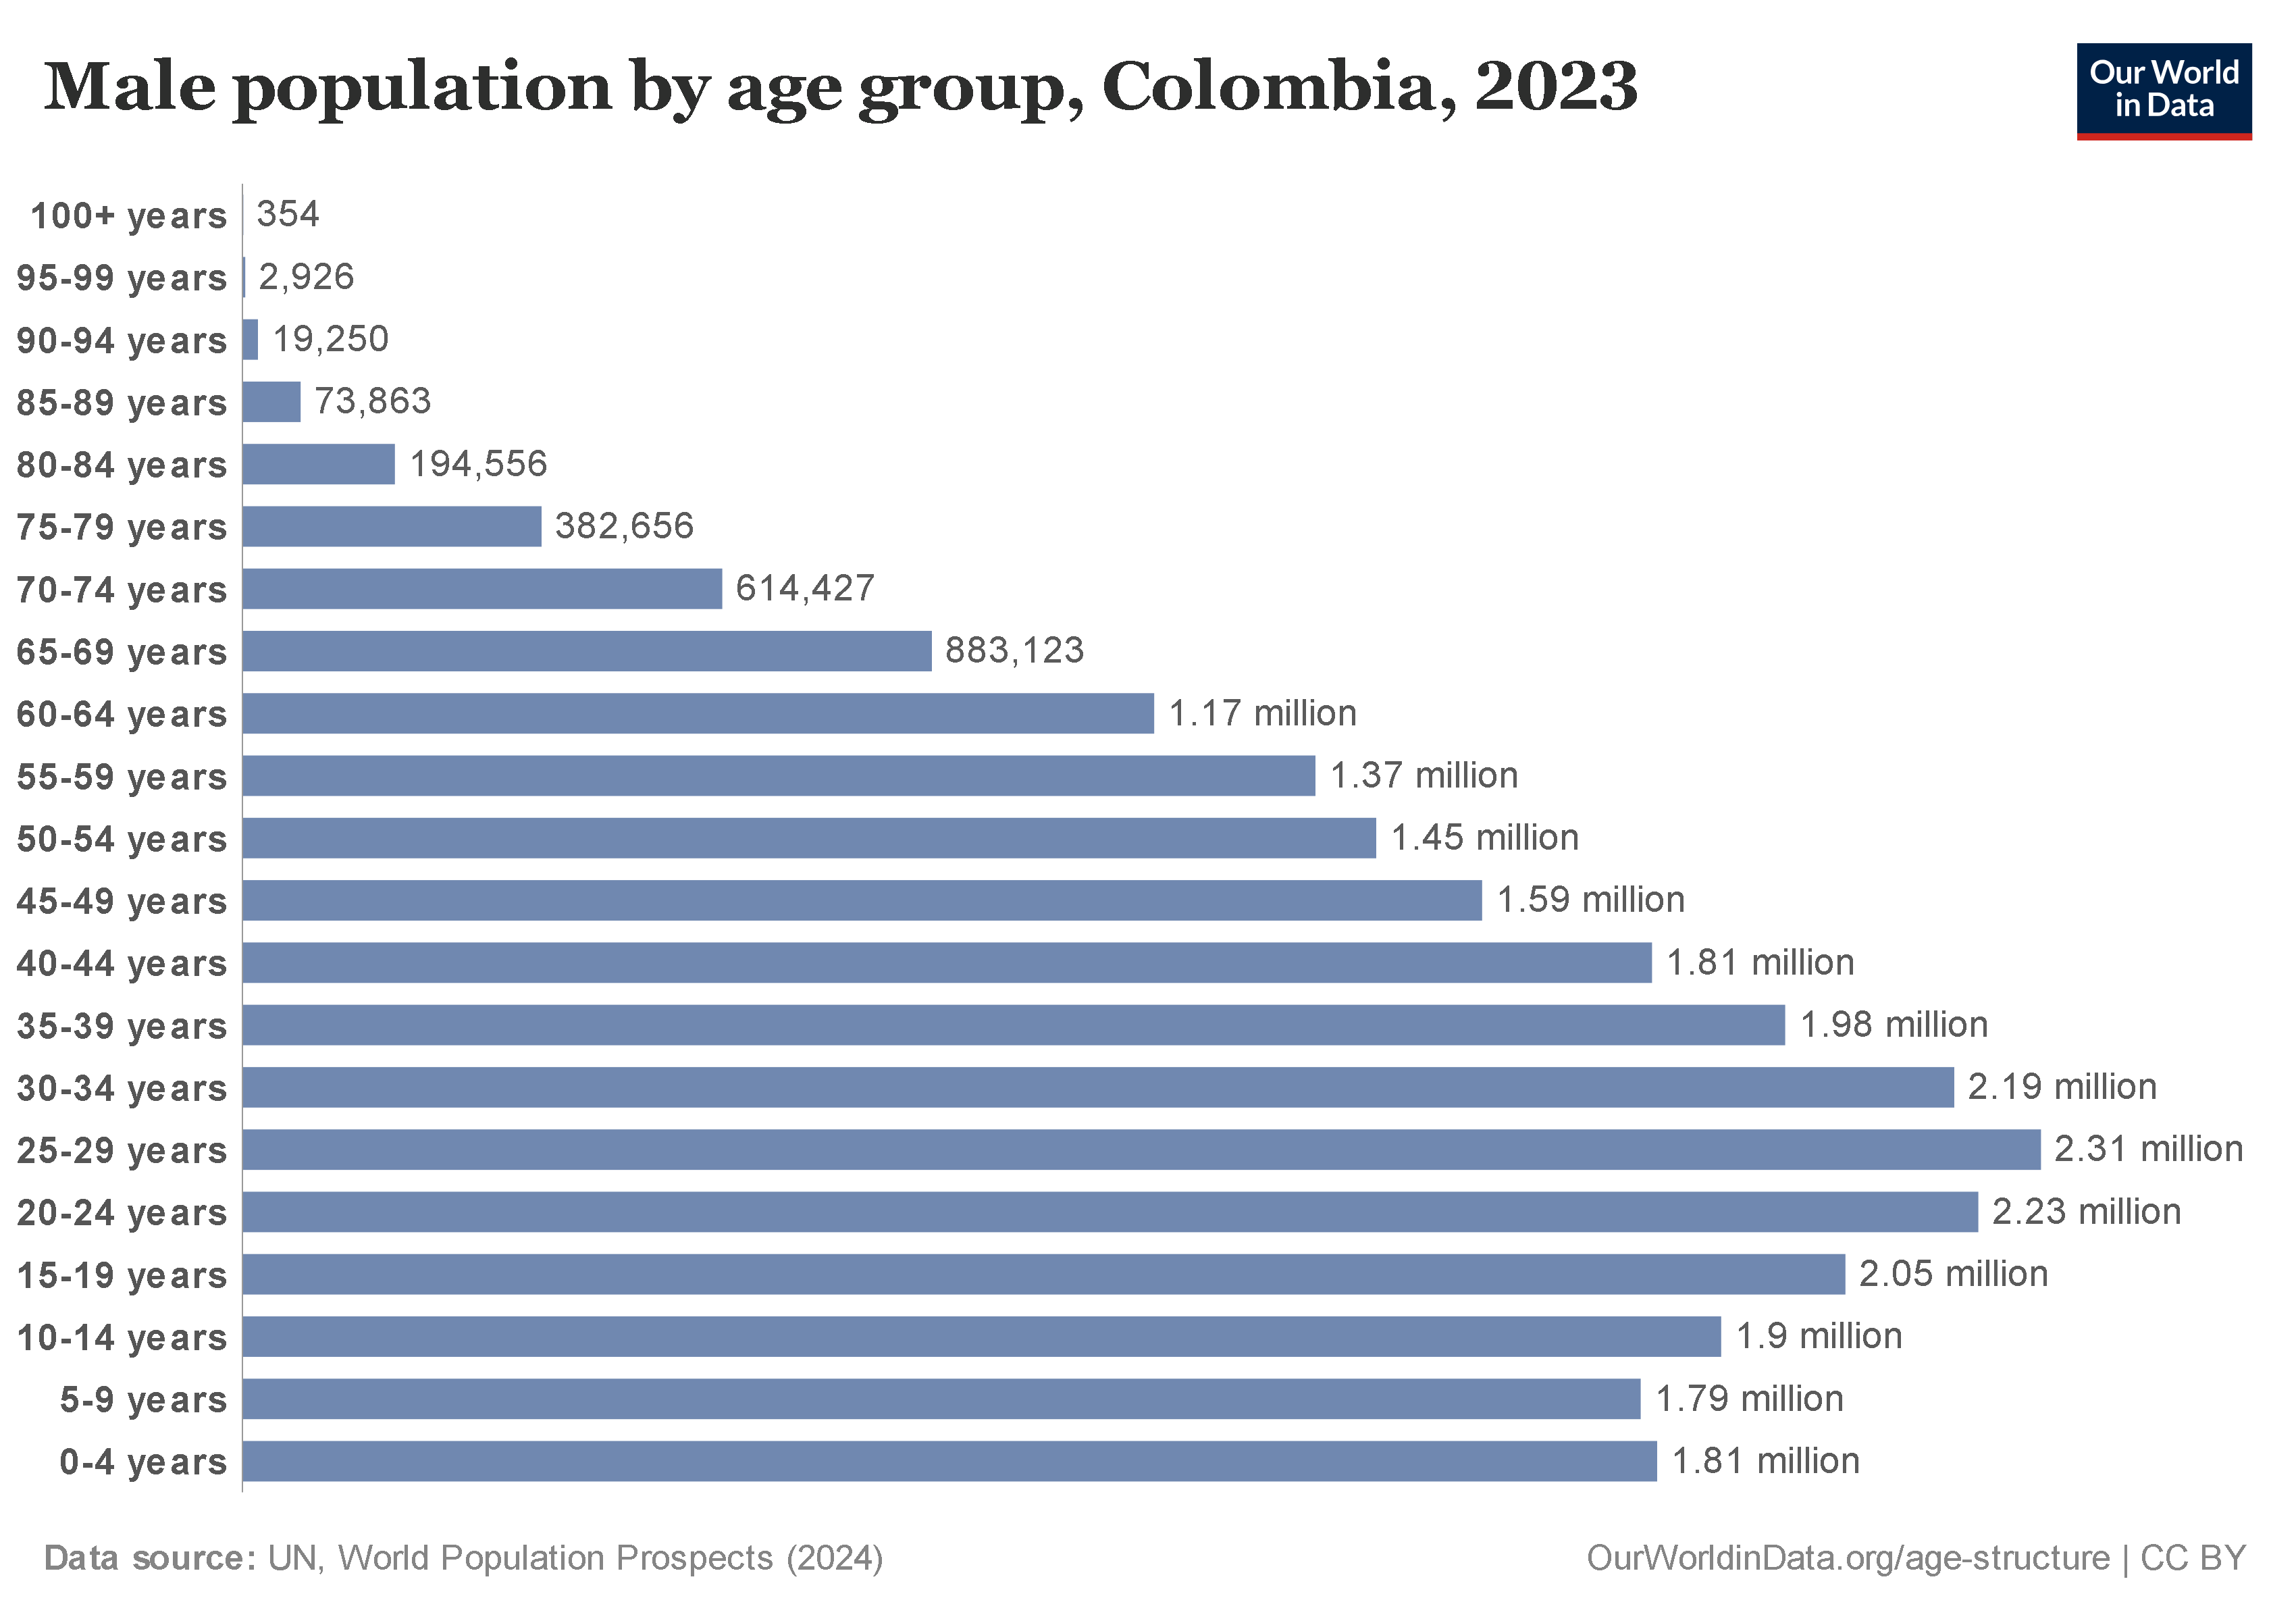 Male population by age group, Colombia, 2023
Our World
in Data
100+ years 354
95-99 years 2,926
90-94 years 19,250
85-89 years 73,863
80-84 years 194,556
75-79 years 382,656
70-74 years 614,427
65-69 years 883,123
60-64 years 1.17 million
55-59 years 1.37 million
50-54 years 1.45 million
45-49 years 1.59 million
40-44 years 1.81 million
35-39 years 1.98 million
30-34 years 2.19 million
25-29 years 2.31 million
20-24 years 2.23 million
15-19 years 2.05 million
10-14 years 1.9 million
5-9 years 1.79 million
0-4 years 1.81 million
Data source: UN, World Population Prospects (2024)
OurWorldinData.org/age-structure | CC BY